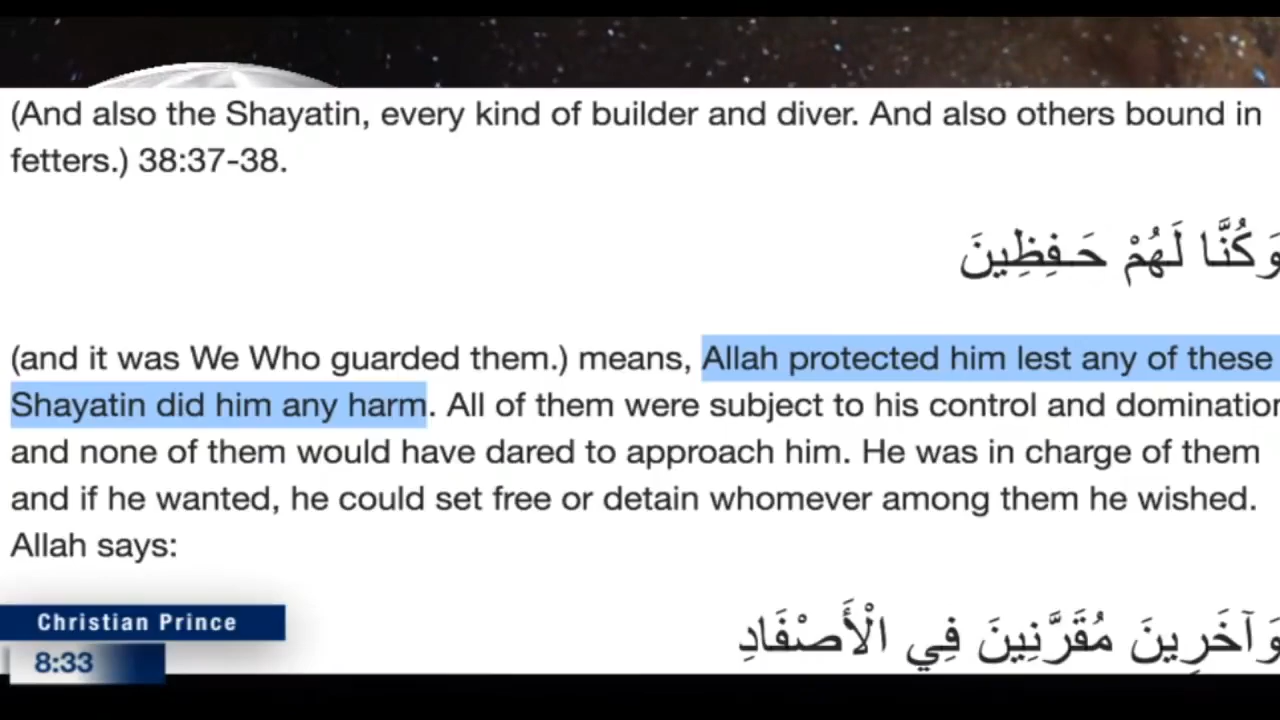 (And also the Shayatin, every kind of builder and diver. And also others bound in
fetters.) 38:37-38.
وَكُنَّا لَهُمْ حَـفِظِينَ
(and it was We Who guarded them.) means, Allah protected him lest any of these
Shayatin did him any harm. All of them were subject to his control and domination
and none of them would have dared to approach him. He was in charge of them
and if he wanted, he could set free or detain whomever among them he wished.
Allah says:
وَآخَرِينَ مُقَرَّنِينَ فِي الْأَصْفَادِ
Christian Prince
8:33